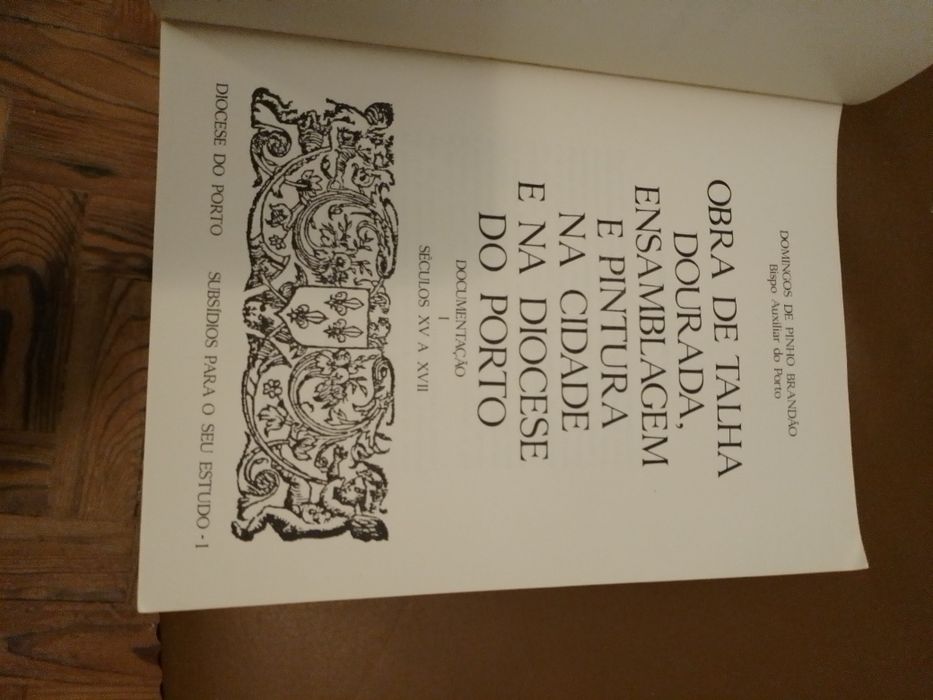 DOMINGOS DE PINHO BRANDÃO
Bispo Auxiliar do Porto
OBRA DE TALHA
DOURADA,
ENSAMBLAGEM
E PINTURA
NA CIDADE
E NA DIOCESE
DO PORTO
DOCUMENTAÇÃO
I
SÉCULOS XV A XVII
DIOCESE DO PORTO SUBSÍDIOS PARA O SEU ESTUDO - 1